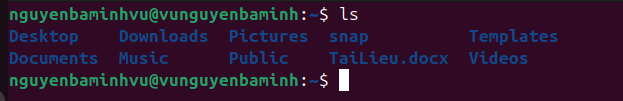 nguyenbaminhvu@vunguyenbaminh:~$ ls
Desktop Downloads Pictures snap Templates
Documents Music Public TaiLieu.docx Videos
nguyenbaminhvu@vunguyenbaminh:~$